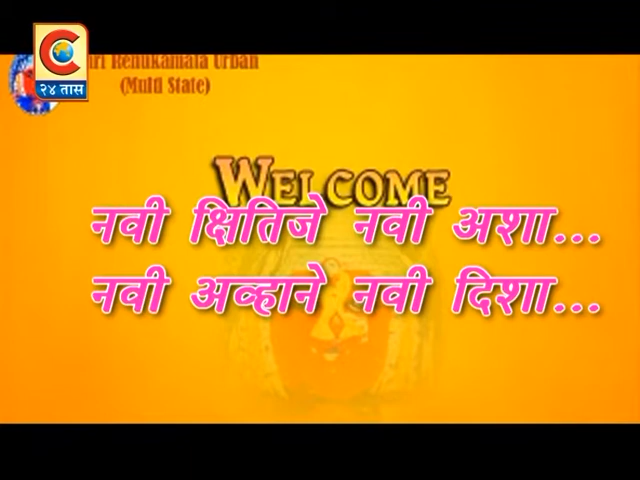 C
२४ तास
Shri Renukamata Urban
(Multi State)
WELCOME
नवी क्षितिजे नवी अशा...
नवी अव्हाने नवी दिशा...